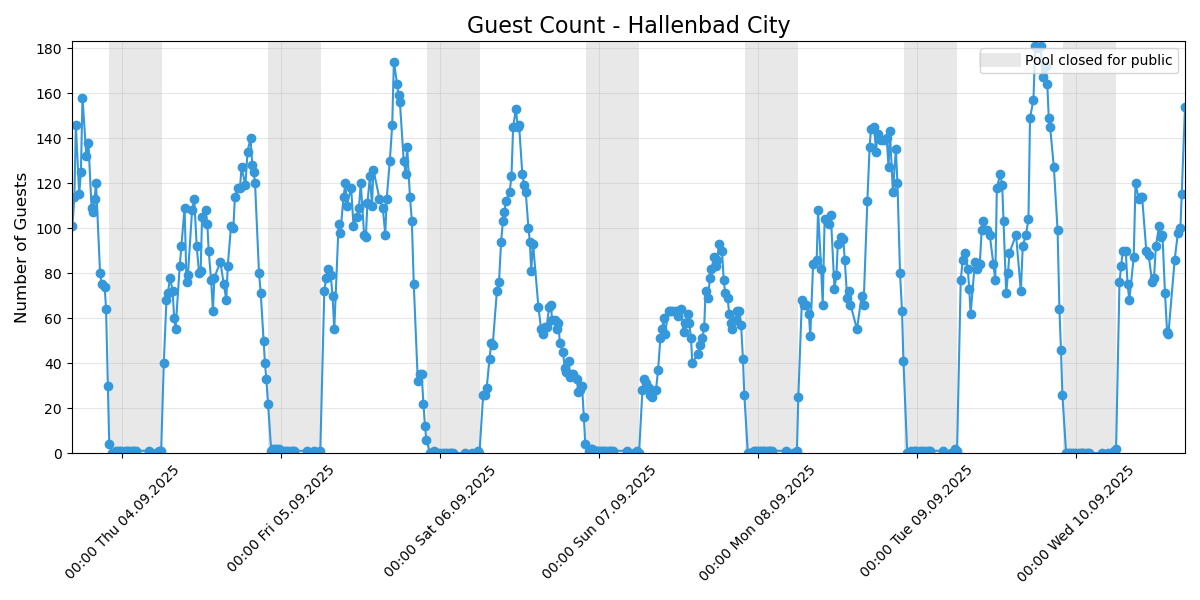 Guest Count - Hallenbad City
Number of Guests
180
160
140
120
100
80
60
40
20
0
Pool closed for public
00:00 Thu 04.09.2025
00:00 Fri 05.09.2025
00:00 Sat 06.09.2025
00:00 Sun 07.09.2025
00:00 Mon 08.09.2025
00:00 Tue 09.09.2025
00:00 Wed 10.09.2025